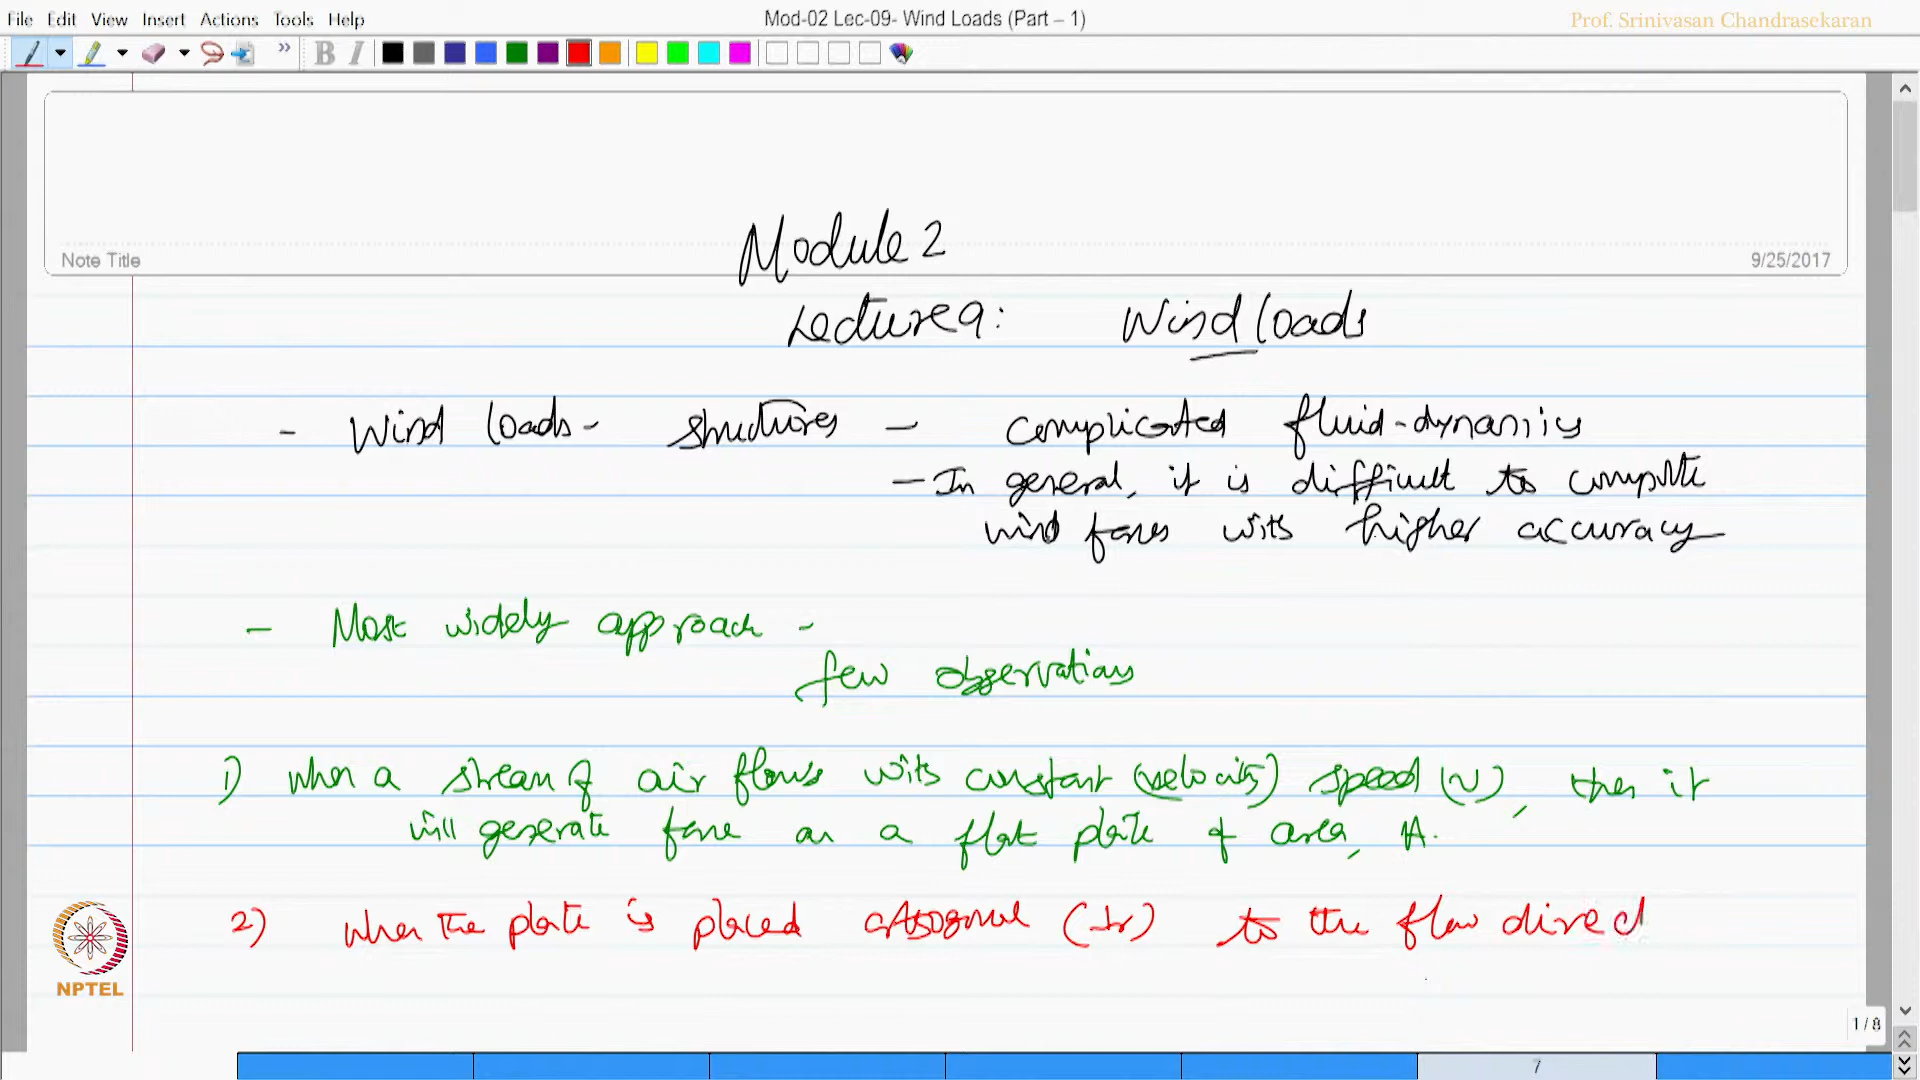 File Edit View Insert Actions Tools Help
Mod-02 Lec-09- Wind Loads (Part – 1)
Prof. Srinivasan Chandrasekaran
B I
Note Title
9/25/2017
Module 2
Lecture 9: Wind loads
- Wind loads - structures - complicated fluid-dynamics
- In general, it is difficult to compute
wind forces with higher accuracy
- Most widely approach -
few observations
1) when a stream of air flows with constant (velocity) speed (v), then it
will generate force on a flat plate of area, A.
2) when the plate is placed orthogonal (⊥r) to the flow direc
NPTEL
1 / 8
7